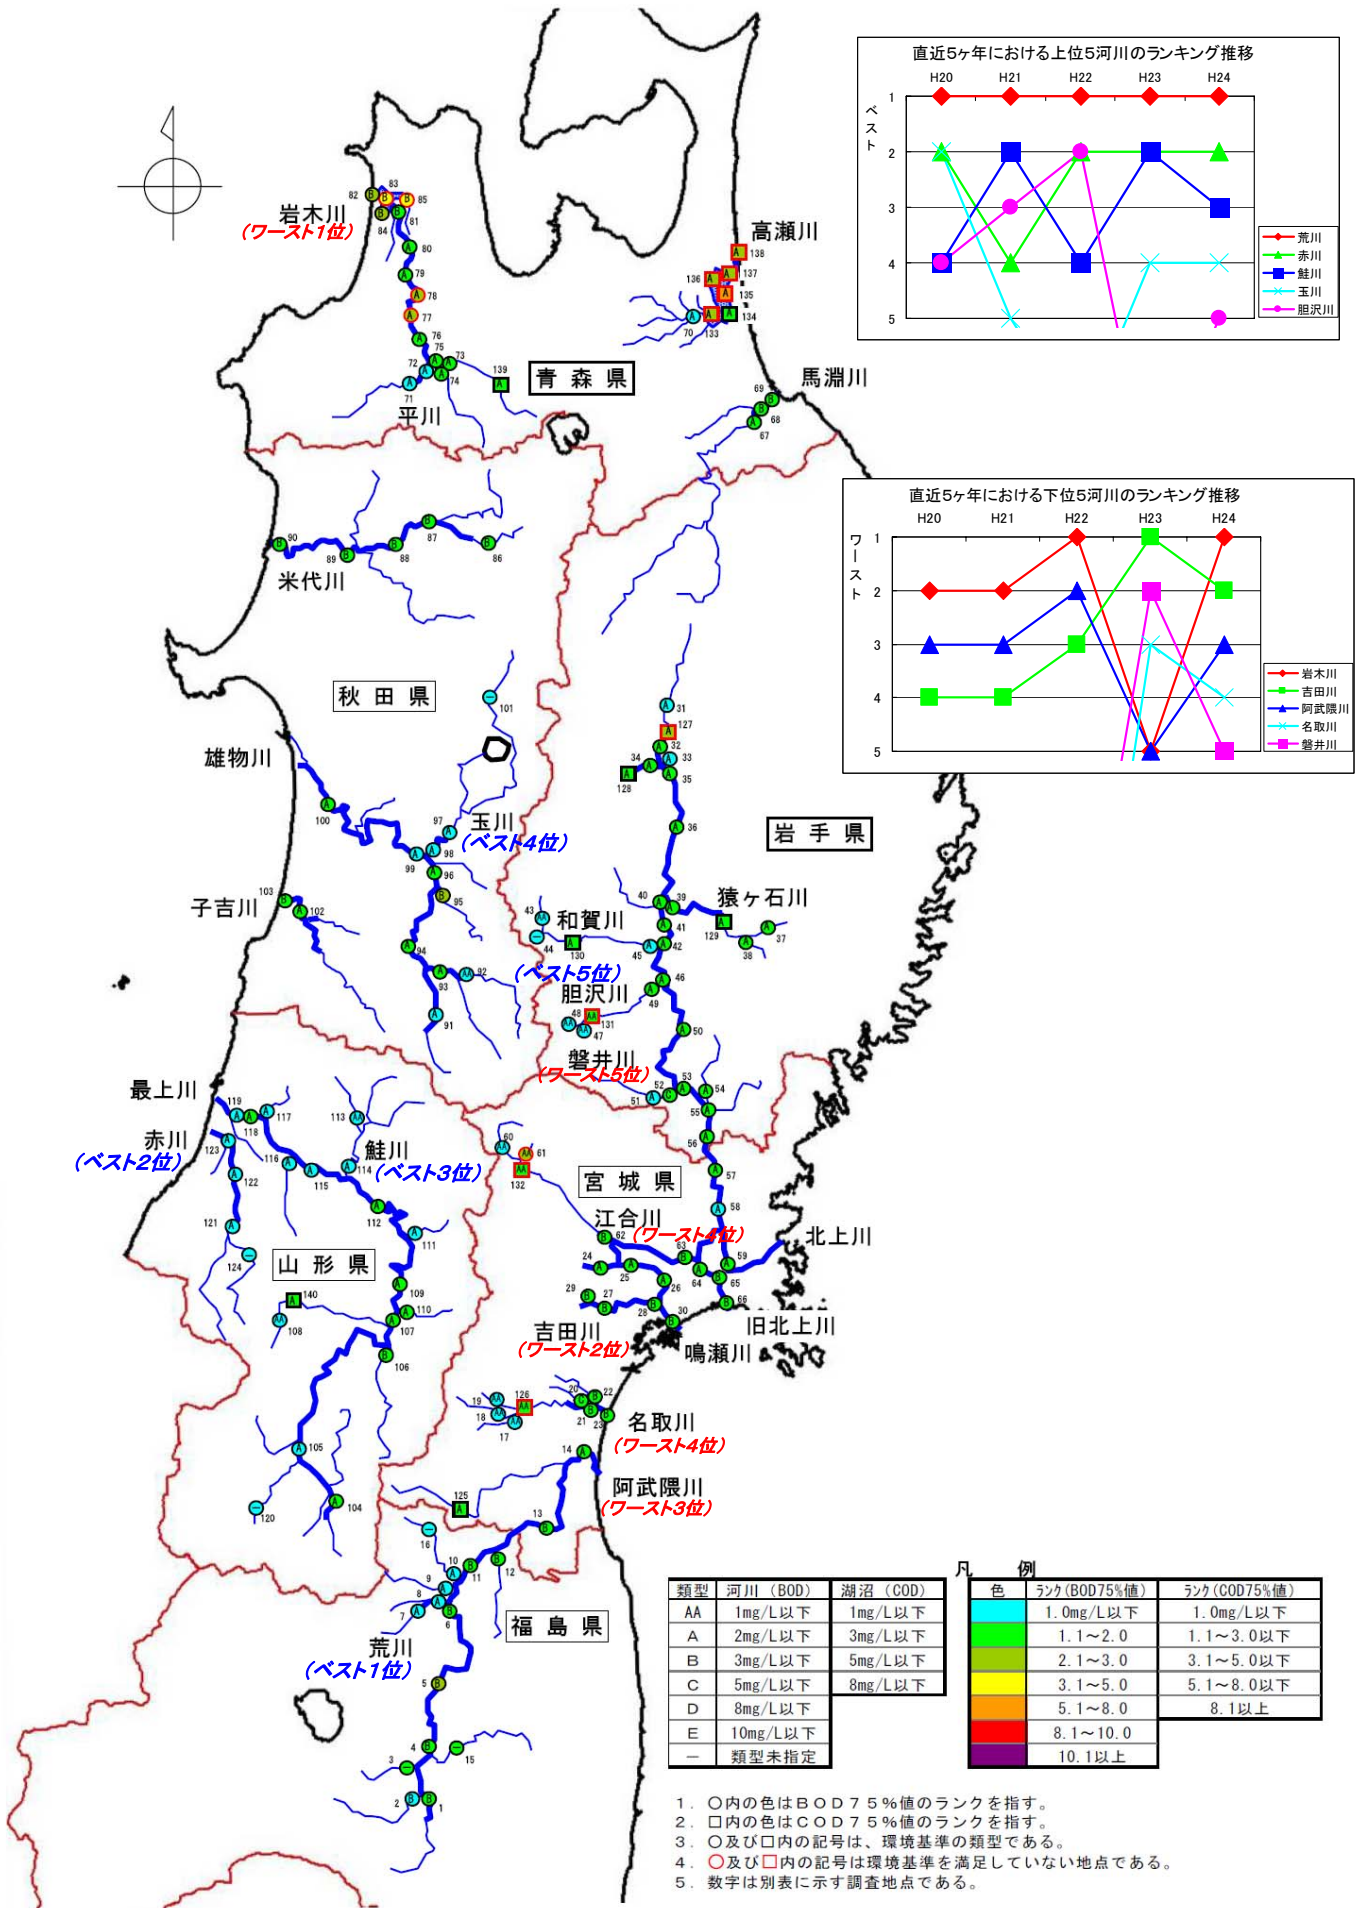 直近5ヶ年における上位5河川のランキング推移
H20 H21 H22 H23 H24
ベスト
1
2
3
4
5
荒川
赤川
鮭川
玉川
胆沢川
直近5ヶ年における下位5河川のランキング推移
H20 H21 H22 H23 H24
ワースト
1
2
3
4
5
岩木川
吉田川
阿武隈川
名取川
磐井川
岩木川
(ワースト1位)
高瀬川
青森県
馬淵川
平川
米代川
秋田県
雄物川
玉川
(ベスト4位)
岩手県
子吉川
和賀川
猿ヶ石川
(ベスト5位)
胆沢川
磐井川
(ワースト5位)
最上川
赤川
(ベスト2位)
鮭川
(ベスト3位)
宮城県
江合川
(ワースト4位)
北上川
山形県
吉田川
(ワースト2位)
旧北上川
鳴瀬川
名取川
(ワースト4位)
阿武隈川
(ワースト3位)
福島県
荒川
(ベスト1位)
凡 例
類型 河川（BOD） 湖沼（COD）
AA 1mg/L以下 1mg/L以下
A 2mg/L以下 3mg/L以下
B 3mg/L以下 5mg/L以下
C 5mg/L以下 8mg/L以下
D 8mg/L以下
E 10mg/L以下
－ 類型未指定
色 ﾗﾝｸ(BOD75%値) ﾗﾝｸ(COD75%値)
1.0mg/L以下 1.0mg/L以下
1.1～2.0 1.1～3.0以下
2.1～3.0 3.1～5.0以下
3.1～5.0 5.1～8.0以下
5.1～8.0 8.1以上
8.1～10.0
10.1以上
1．○内の色はＢＯＤ７５％値のランクを指す。
2．□内の色はＣＯＤ７５％値のランクを指す。
3．○及び□内の記号は、環境基準の類型である。
4．○及び□内の記号は環境基準を満足していない地点である。
5．数字は別表に示す調査地点である。